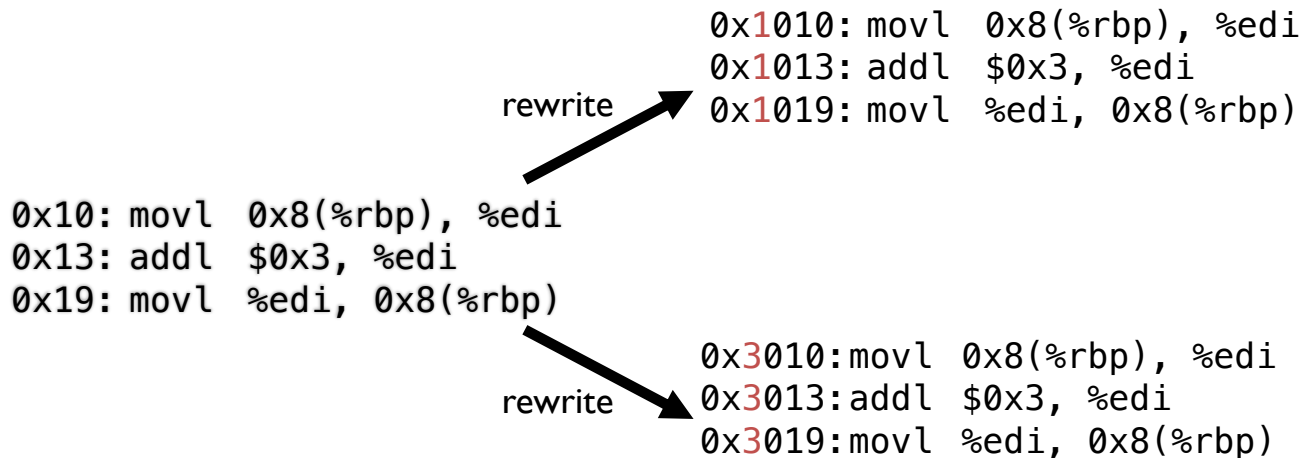 0x1010: movl 0x8(%rbp), %edi
0x1013: addl $0x3, %edi
0x1019: movl %edi, 0x8(%rbp)
rewrite
0x10: movl 0x8(%rbp), %edi
0x13: addl $0x3, %edi
0x19: movl %edi, 0x8(%rbp)
rewrite
0x3010:movl 0x8(%rbp), %edi
0x3013:addl $0x3, %edi
0x3019:movl %edi, 0x8(%rbp)